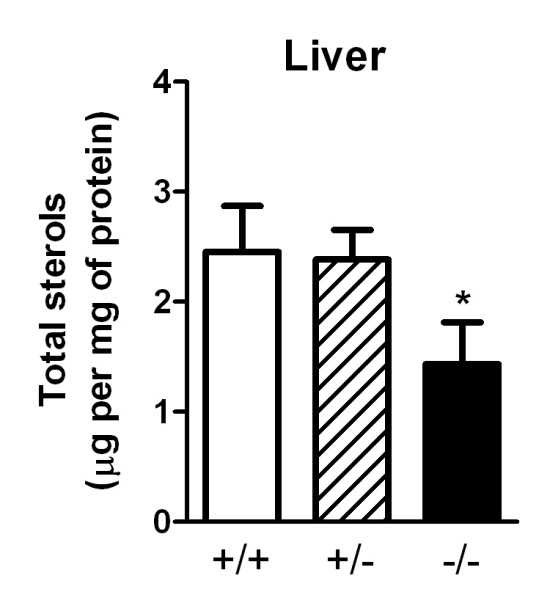 Liver
Total sterols
(μg per mg of protein)
4
3
2
1
0
*
+/+ +/- -/-